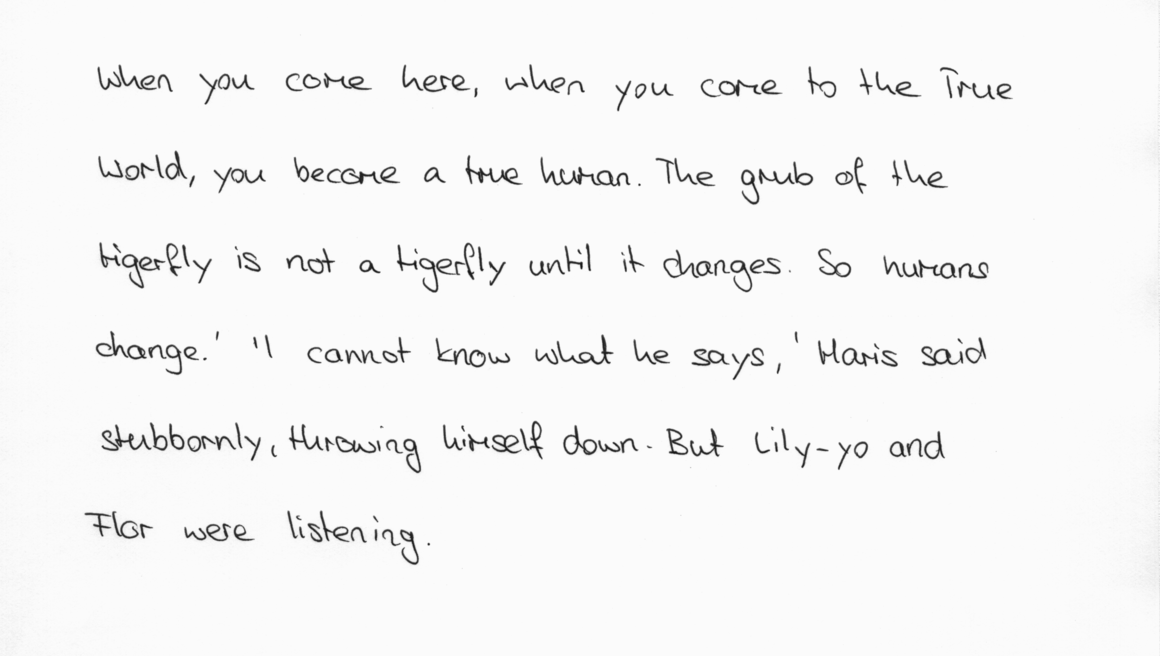 When you come here, when you come to the True
World, you become a true human. The grub of the
tigerfly is not a tigerfly until it changes. So humans
change.' 'I cannot know what he says,' Haris said
stubbornly, throwing himself down. But Lily-yo and
Flor were listening.